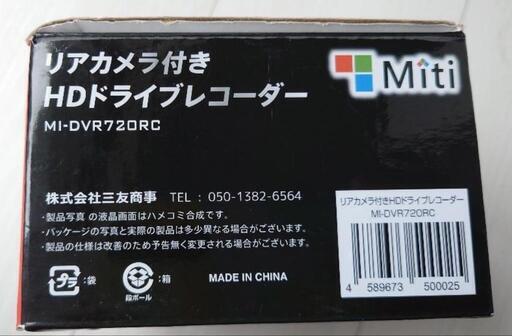 リアカメラ付き
HDドライブレコーダー
MI-DVR720RC
Miti
株式会社三友商事 TEL : 050-1382-6564
・製品写真 の液晶画面はハメコミ合成です。
・パッケージの写真と実際の製品は多少異なる場合がございます。
・製品の仕様は改善のため予告無く変更される場合がございます。
プラ :袋
段ボール :箱
MADE IN CHINA
リアカメラ付きHDドライブレコーダー
MI-DVR720RC
4 589673 500025